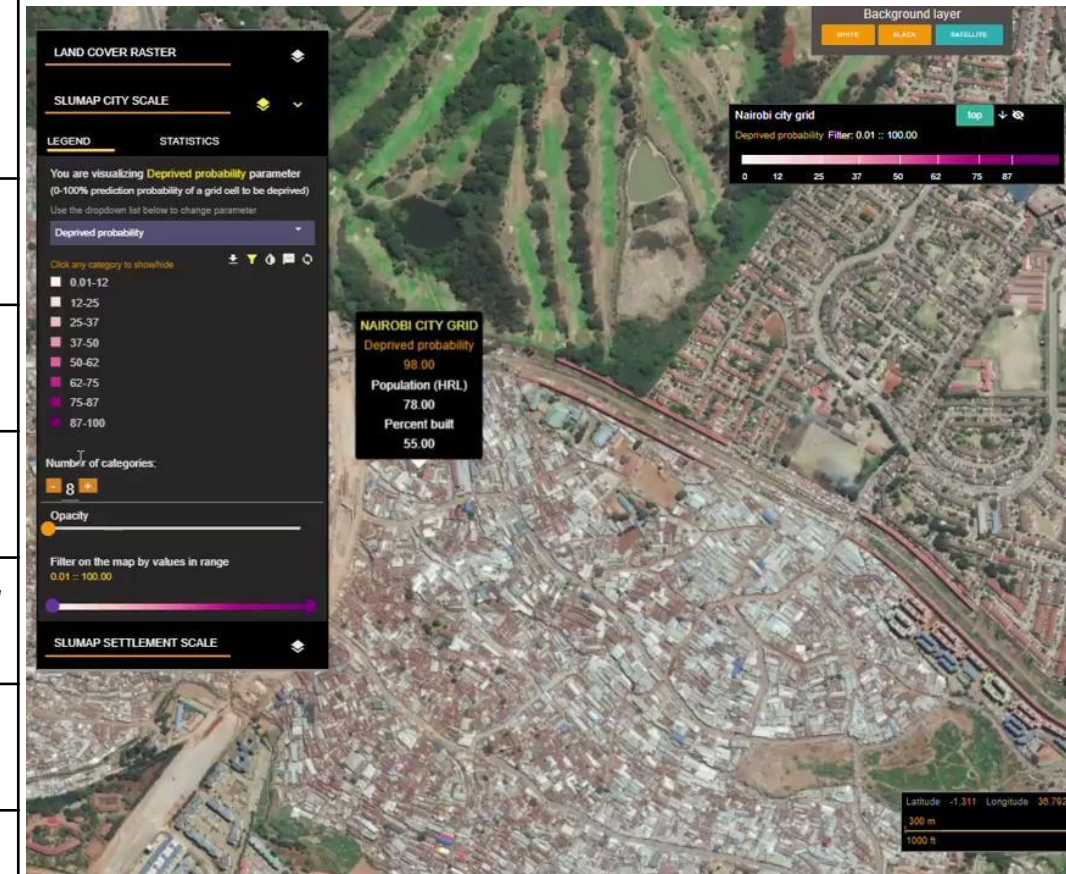 Background layer
WHITE BLACK SATELLITE
LAND COVER RASTER
SLUMAP CITY SCALE
LEGEND STATISTICS
You are visualizing Deprived probability parameter
(0-100% prediction probability of a grid cell to be deprived)
Use the dropdown list below to change parameter
Deprived probability
Click any category to show/hide
0.01-12
12-25
25-37
37-50
50-62
62-75
75-87
87-100
Number of categories:
- 8 +
Opacity
Filter on the map by values in range
0.01 :: 100.00
SLUMAP SETTLEMENT SCALE
Nairobi city grid top
Deprived probability Filter: 0.01 :: 100.00
0 12 25 37 50 62 75 87
NAIROBI CITY GRID
Deprived probability
98.00
Population (HRL)
78.00
Percent built
55.00
Latitude -1.311 Longitude 36.792
300 m
1000 ft